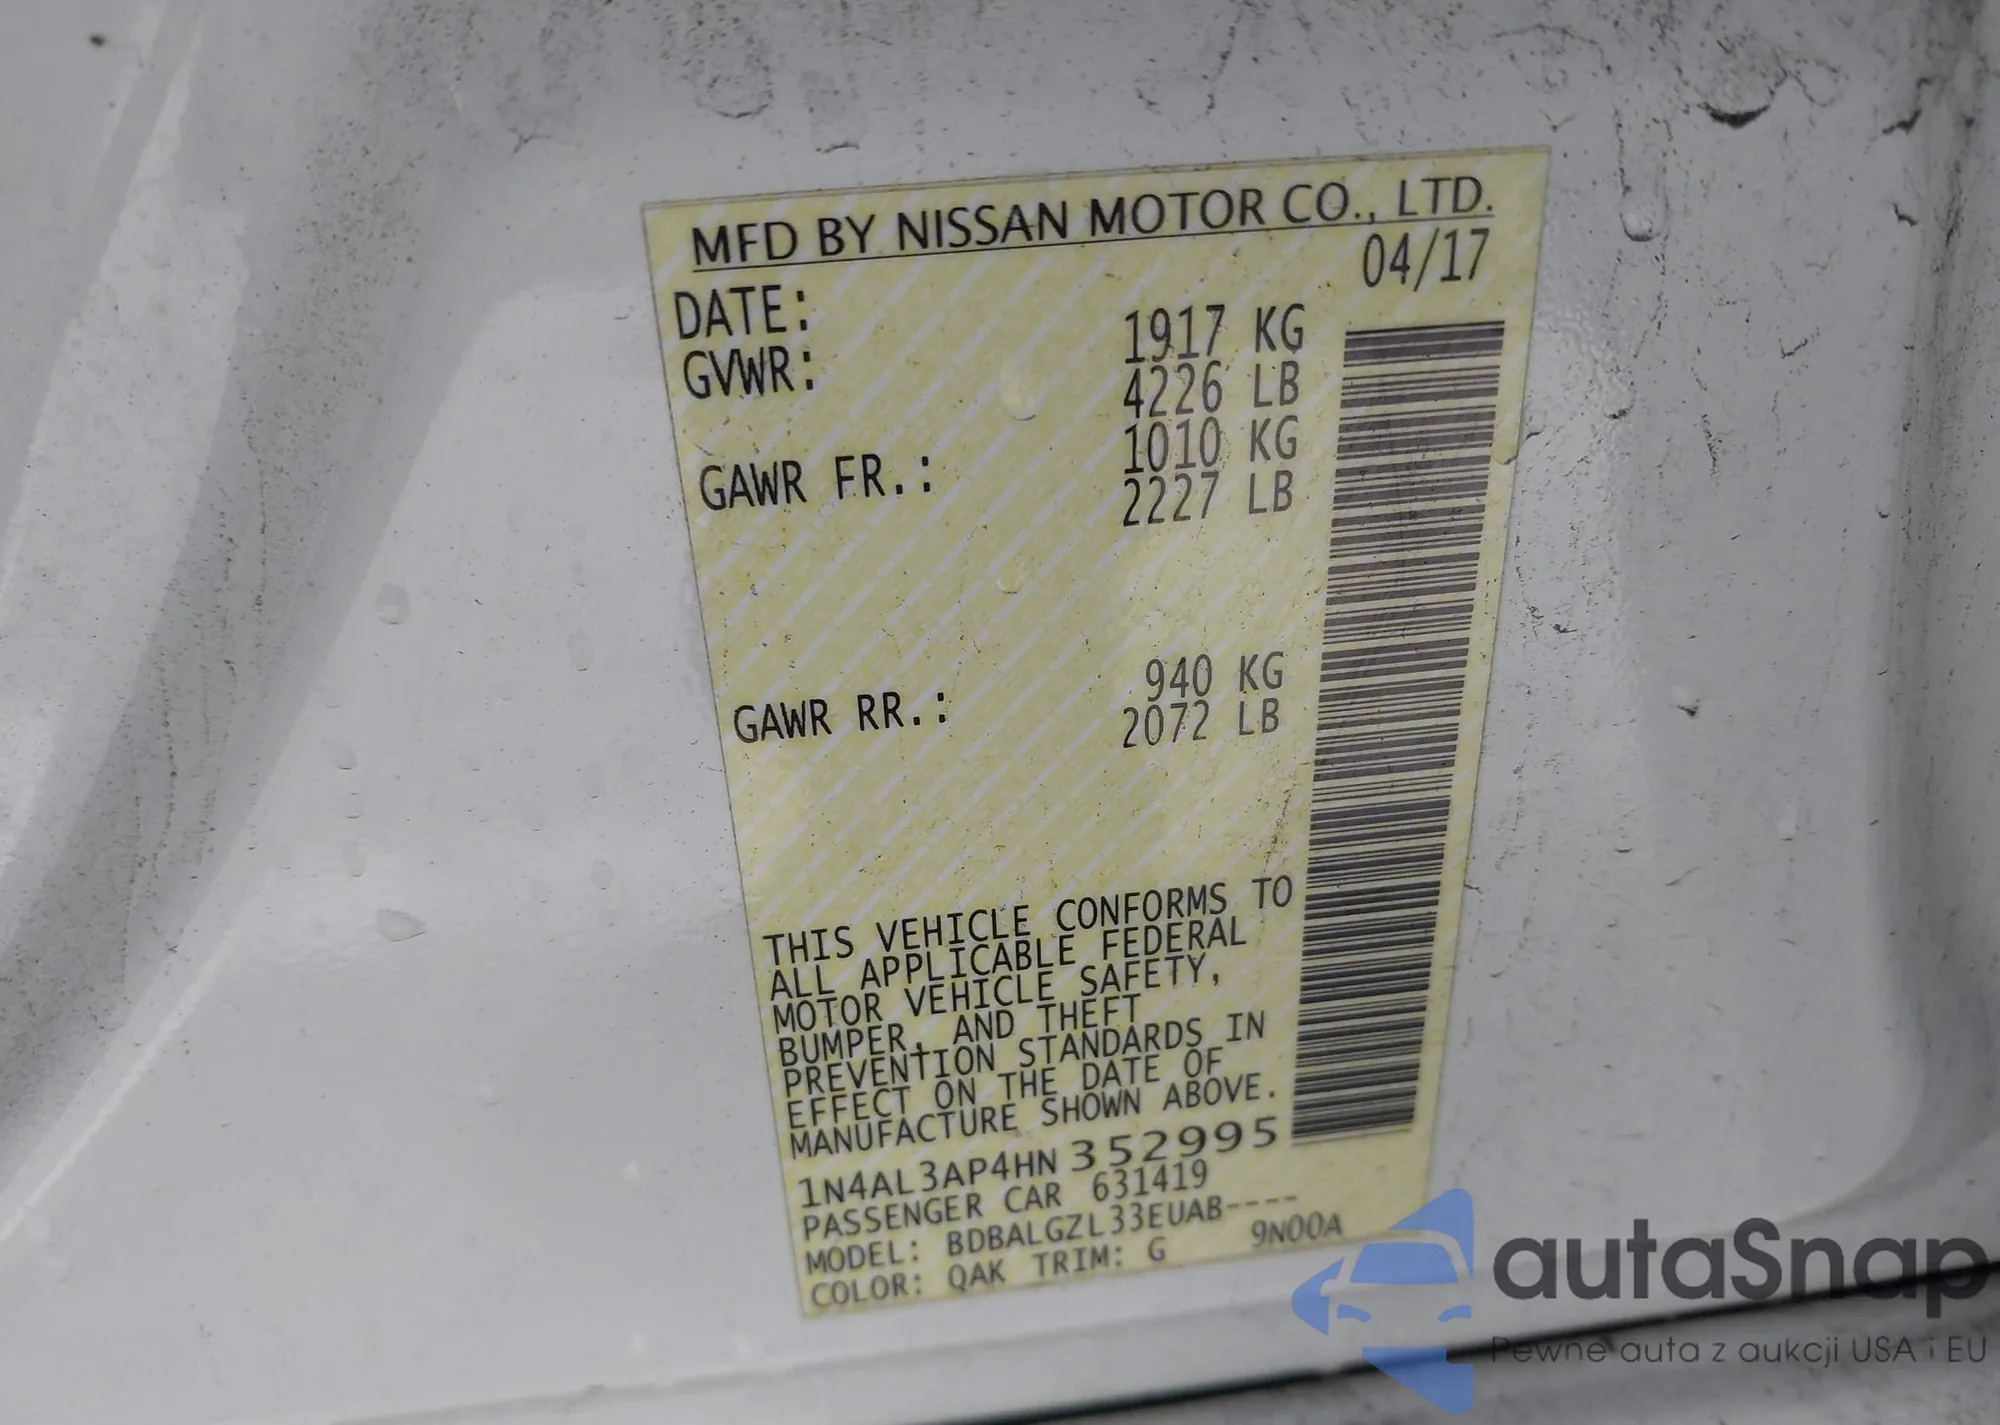 MFD BY NISSAN MOTOR CO., LTD.
DATE: 04/17
GVWR: 1917 KG
4226 LB
GAWR FR.: 1010 KG
2227 LB
GAWR RR.: 940 KG
2072 LB
THIS VEHICLE CONFORMS TO
ALL APPLICABLE FEDERAL
MOTOR VEHICLE SAFETY,
BUMPER, AND THEFT
PREVENTION STANDARDS IN
EFFECT ON THE DATE OF
MANUFACTURE SHOWN ABOVE.
1N4AL3AP4HN352995
PASSENGER CAR 631419
MODEL: BDBALGZL33EUAB----
COLOR: QAK TRIM: G 9N00A
autaSnap
Pewne auta z aukcji USA i EU